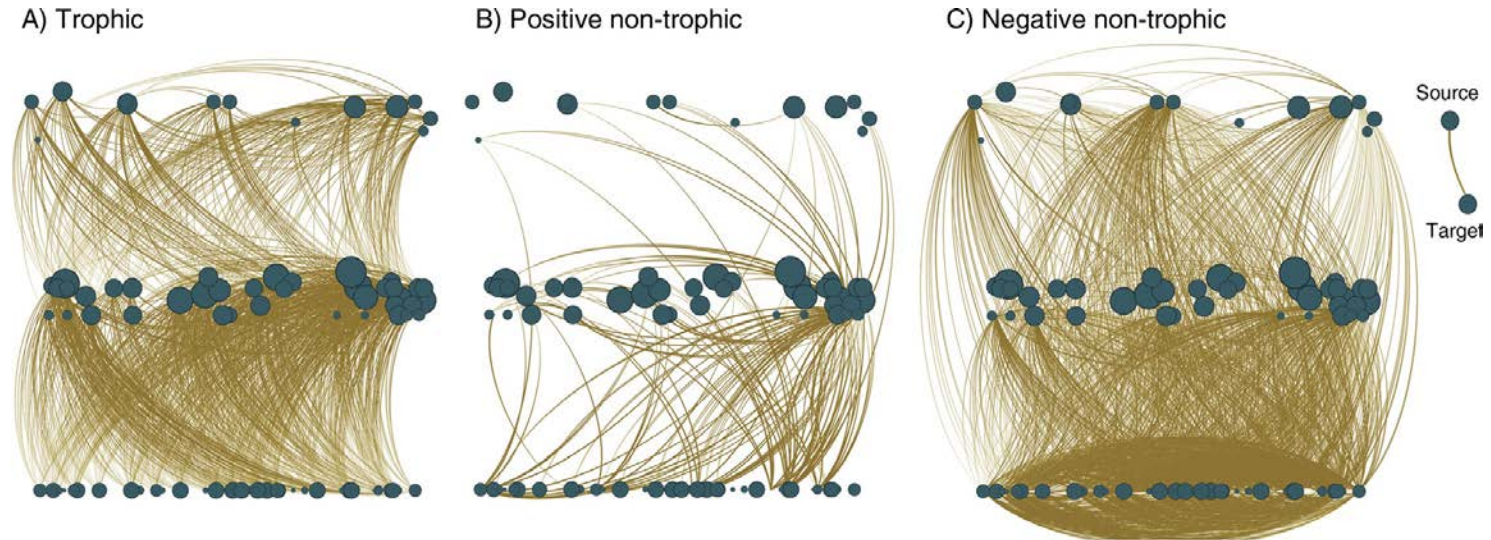 A) Trophic
B) Positive non-trophic
C) Negative non-trophic
Source
Target